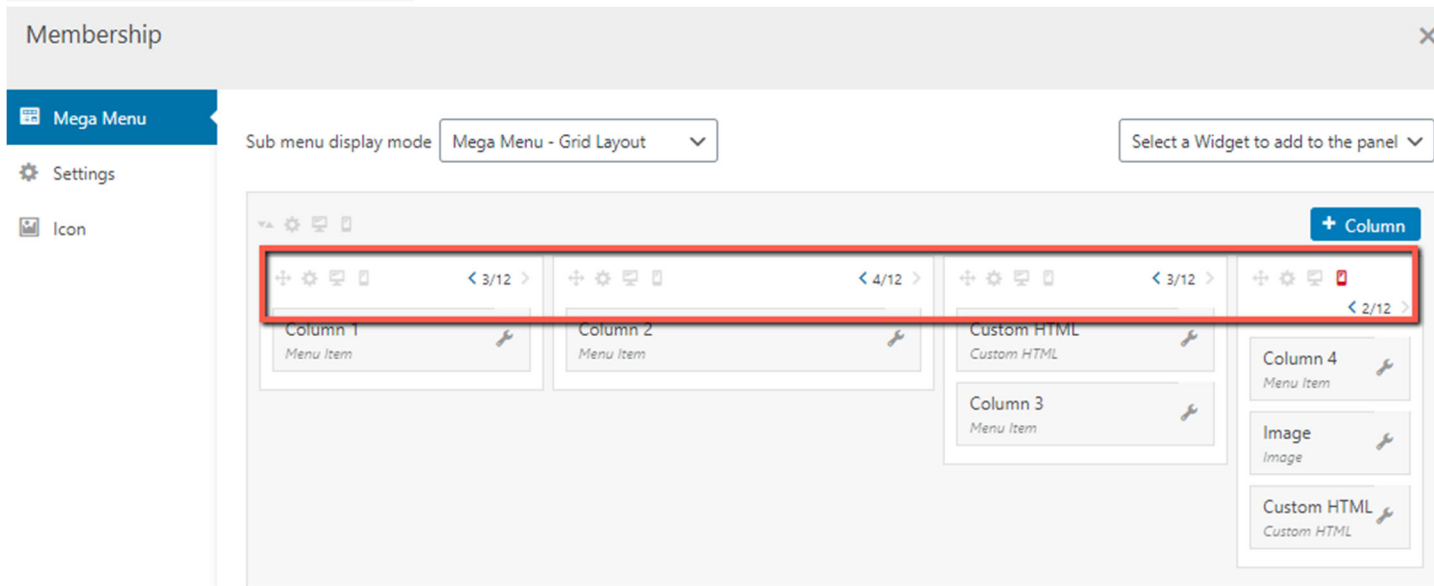 Membership
Mega Menu
Settings
Icon
Sub menu display mode
Mega Menu - Grid Layout
Select a Widget to add to the panel
+ Column
3/12
Column 1
Menu Item
4/12
Column 2
Menu Item
3/12
Custom HTML
Custom HTML
Column 3
Menu Item
2/12
Column 4
Menu Item
Image
Image
Custom HTML
Custom HTML